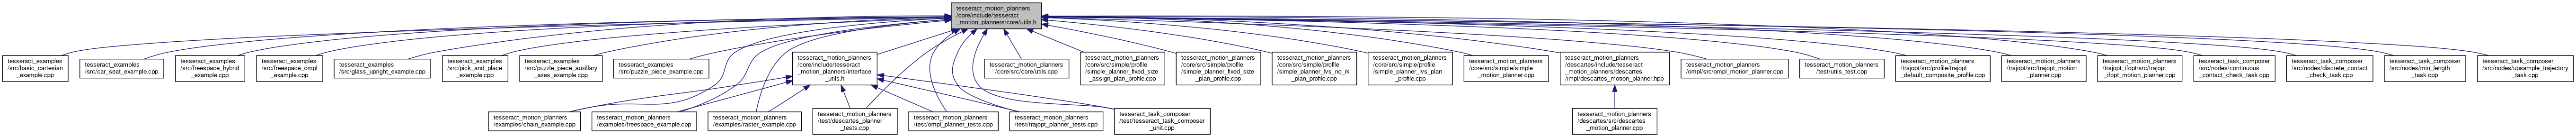 tesseract_motion_planners
/core/include/tesseract
_motion_planners/core/utils.h
tesseract_examples
/src/basic_cartesian
_example.cpp
tesseract_examples
/src/car_seat_example.cpp
tesseract_examples
/src/freespace_hybrid
_example.cpp
tesseract_examples
/src/freespace_ompl
_example.cpp
tesseract_examples
/src/glass_upright_example.cpp
tesseract_examples
/src/pick_and_place
_example.cpp
tesseract_examples
/src/puzzle_piece_auxillary
_axes_example.cpp
tesseract_examples
/src/puzzle_piece_example.cpp
tesseract_motion_planners
/core/include/tesseract
_motion_planners/interface
_utils.h
tesseract_motion_planners
/core/src/core/utils.cpp
tesseract_motion_planners
/core/src/simple/profile
/simple_planner_fixed_size
_assign_plan_profile.cpp
tesseract_motion_planners
/core/src/simple/profile
/simple_planner_fixed_size
_plan_profile.cpp
tesseract_motion_planners
/core/src/simple/profile
/simple_planner_lvs_no_ik
_plan_profile.cpp
tesseract_motion_planners
/core/src/simple/profile
/simple_planner_lvs_plan
_profile.cpp
tesseract_motion_planners
/core/src/simple/simple
_motion_planner.cpp
tesseract_motion_planners
/descartes/include/tesseract
_motion_planners/descartes
/impl/descartes_motion_planner.hpp
tesseract_motion_planners
/ompl/src/ompl_motion_planner.cpp
tesseract_motion_planners
/test/utils_test.cpp
tesseract_motion_planners
/trajopt/src/profile/trajopt
_default_composite_profile.cpp
tesseract_motion_planners
/trajopt/src/trajopt_motion
_planner.cpp
tesseract_motion_planners
/trajopt_ifopt/src/trajopt
_ifopt_motion_planner.cpp
tesseract_task_composer
/src/nodes/continuous
_contact_check_task.cpp
tesseract_task_composer
/src/nodes/discrete_contact
_check_task.cpp
tesseract_task_composer
/src/nodes/min_length
_task.cpp
tesseract_task_composer
/src/nodes/upsample_trajectory
_task.cpp
tesseract_motion_planners
/examples/chain_example.cpp
tesseract_motion_planners
/examples/freespace_example.cpp
tesseract_motion_planners
/examples/raster_example.cpp
tesseract_motion_planners
/test/descartes_planner
_tests.cpp
tesseract_motion_planners
/test/ompl_planner_tests.cpp
tesseract_motion_planners
/test/trajopt_planner_tests.cpp
tesseract_task_composer
/test/tesseract_task_composer
_unit.cpp
tesseract_motion_planners
/descartes/src/descartes
_motion_planner.cpp